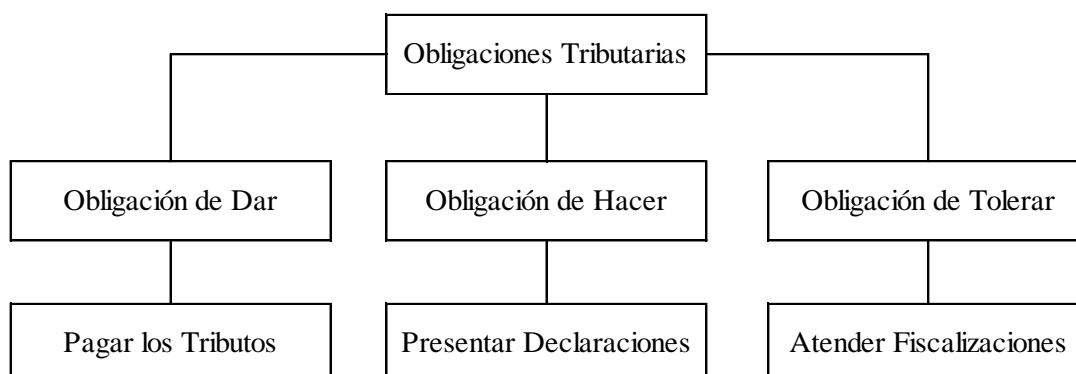 Obligaciones Tributarias
Obligación de Dar
Obligación de Hacer
Obligación de Tolerar
Pagar los Tributos
Presentar Declaraciones
Atender Fiscalizaciones